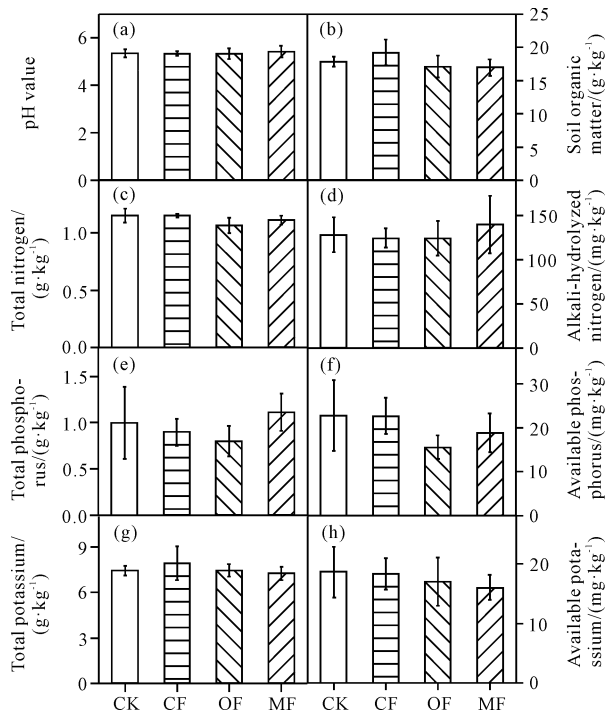 (a)
6
4
2
0
pH value
(b)
25
20
15
10
5
0
Soil organic
matter/(g·kg⁻¹)
(c)
1.0
0.5
0.0
Total nitrogen/
(g·kg⁻¹)
(d)
150
100
50
0
Alkali-hydrolyzed
nitrogen/(mg·kg⁻¹)
(e)
1.5
1.0
0.5
0.0
Total phospho-
rus/(g·kg⁻¹)
(f)
30
20
10
0
Available phos-
phorus/(mg·kg⁻¹)
(g)
9
6
3
0
Total potassium/
(g·kg⁻¹)
(h)
20
10
0
Available pota-
ssium/(mg·kg⁻¹)
CK CF OF MF CK CF OF MF